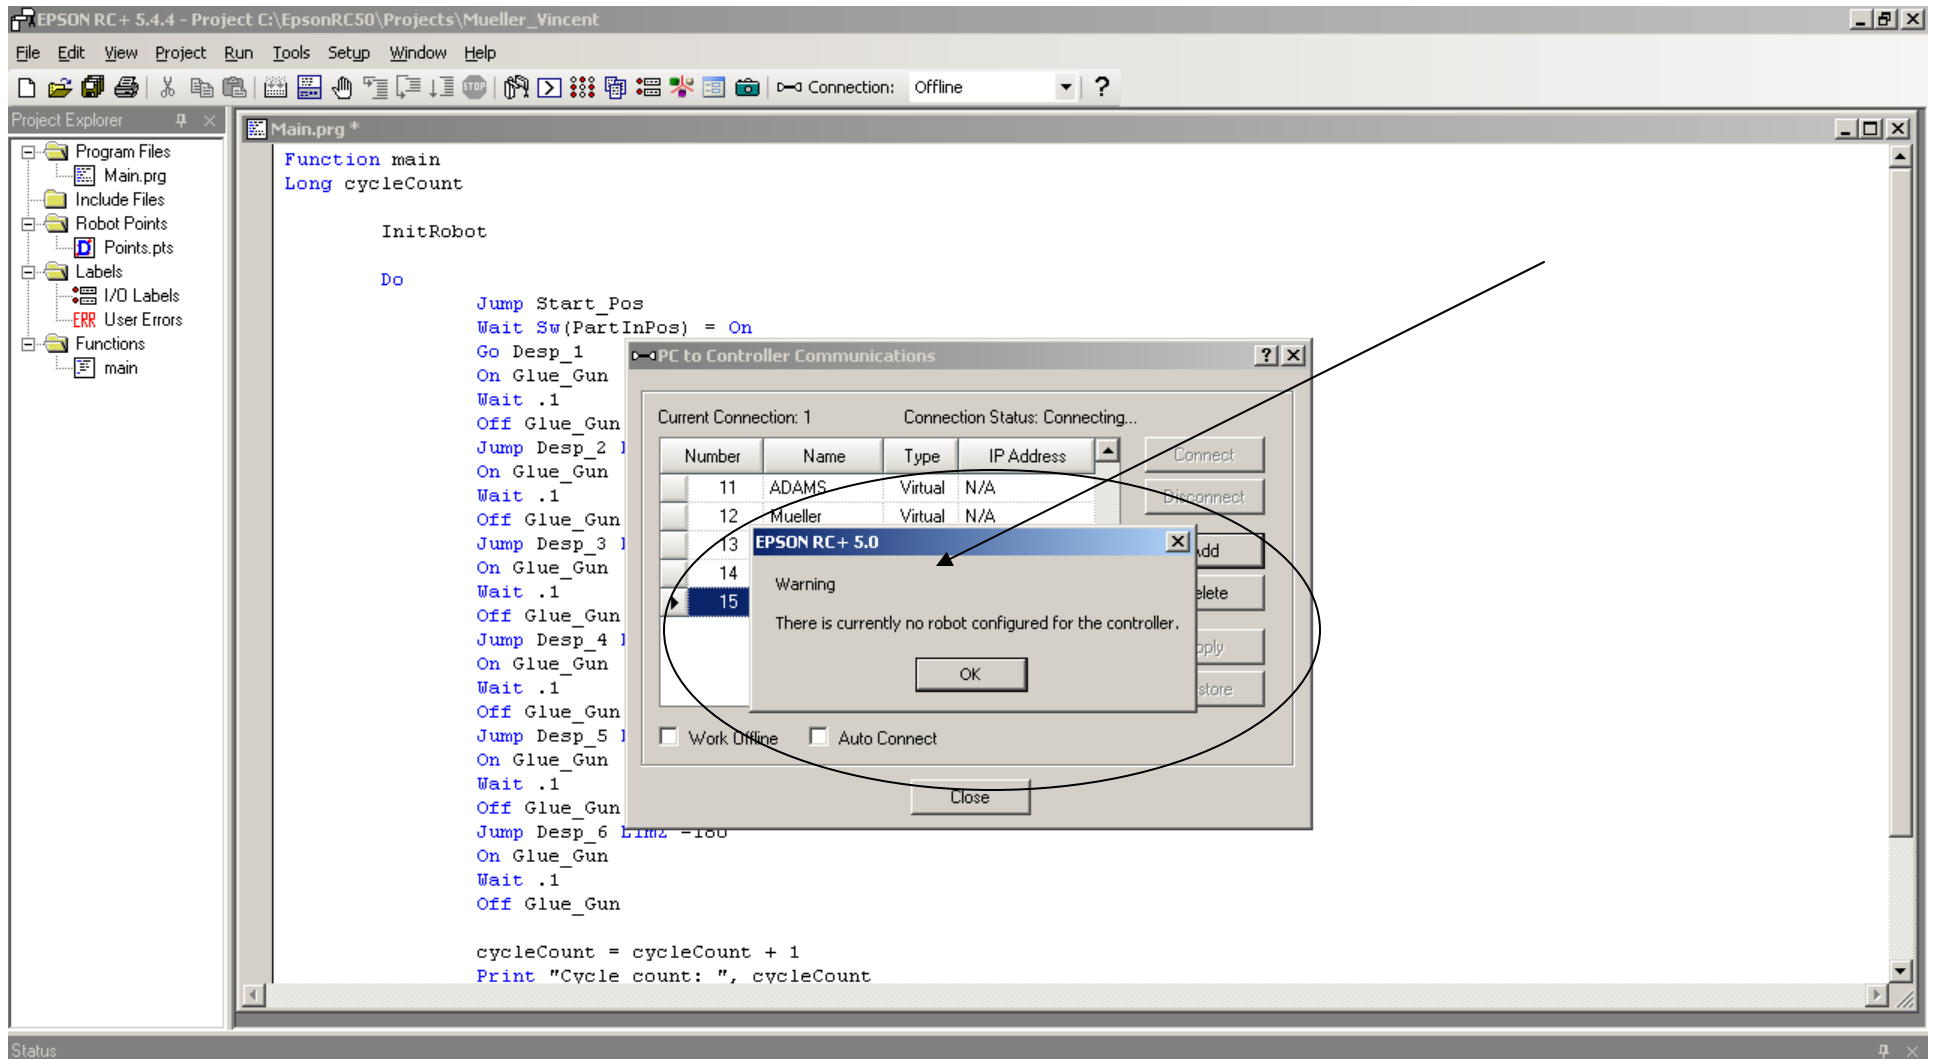 EPSON RC+ 5.4.4 - Project C:\EpsonRC50\Projects\Mueller_Vincent
File Edit View Project Run Tools Setup Window Help
STOP Connection: Offline ?
Project Explorer
Program Files
Main.prg
Include Files
Robot Points
Points.pts
Labels
I/O Labels
ERR User Errors
Functions
main
Main.prg *
Function main
Long cycleCount
InitRobot
Do
Jump Start_Pos
Wait Sw(PartInPos) = On
Go Desp_1
On Glue_Gun
Wait .1
Off Glue_Gun
Jump Desp_2
On Glue_Gun
Wait .1
Off Glue_Gun
Jump Desp_3
On Glue_Gun
Wait .1
Off Glue_Gun
Jump Desp_4
On Glue_Gun
Wait .1
Off Glue_Gun
Jump Desp_5
On Glue_Gun
Wait .1
Off Glue_Gun
Jump Desp_6 LimZ -180
On Glue_Gun
Wait .1
Off Glue_Gun
cycleCount = cycleCount + 1
Print "Cycle count: ", cycleCount
PC to Controller Communications
Current Connection: 1 Connection Status: Connecting...
Number Name Type IP Address
11 ADAMS Virtual N/A
12 Mueller Virtual N/A
13
14
15
Connect
Disconnect
Work Offline Auto Connect
Close
EPSON RC+ 5.0
Warning
There is currently no robot configured for the controller.
OK
Status